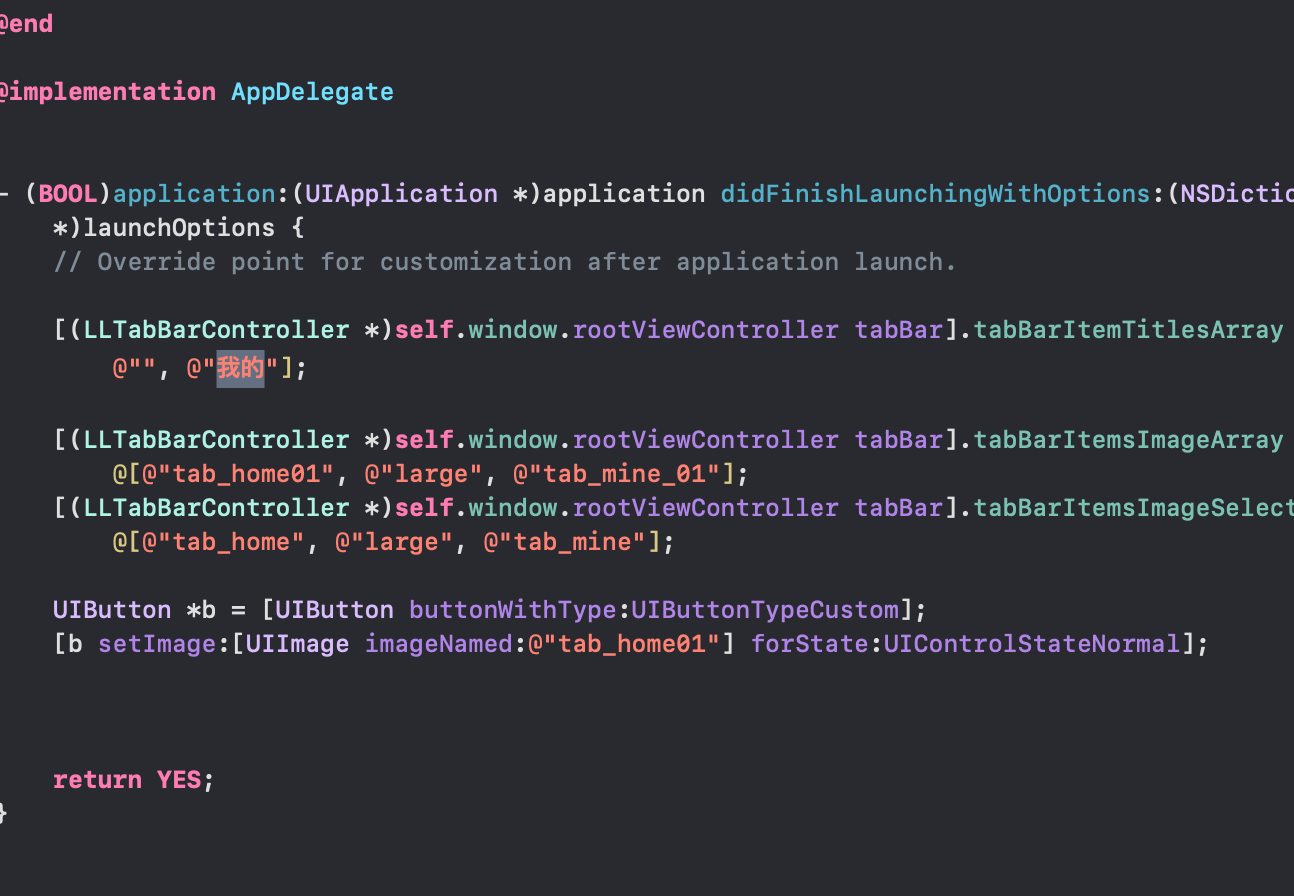 @end
@implementation AppDelegate
- (BOOL)application:(UIApplication *)application didFinishLaunchingWithOptions:(NSDictio
*)launchOptions {
// Override point for customization after application launch.
[(LLTabBarController *)self.window.rootViewController tabBar].tabBarItemTitlesArray
@"", @"我的"];
[(LLTabBarController *)self.window.rootViewController tabBar].tabBarItemsImageArray
@[@"tab_home01", @"large", @"tab_mine_01"];
[(LLTabBarController *)self.window.rootViewController tabBar].tabBarItemsImageSelect
@[@"tab_home", @"large", @"tab_mine"];
UIButton *b = [UIButton buttonWithType:UIButtonTypeCustom];
[b setImage:[UIImage imageNamed:@"tab_home01"] forState:UIControlStateNormal];
return YES;
}